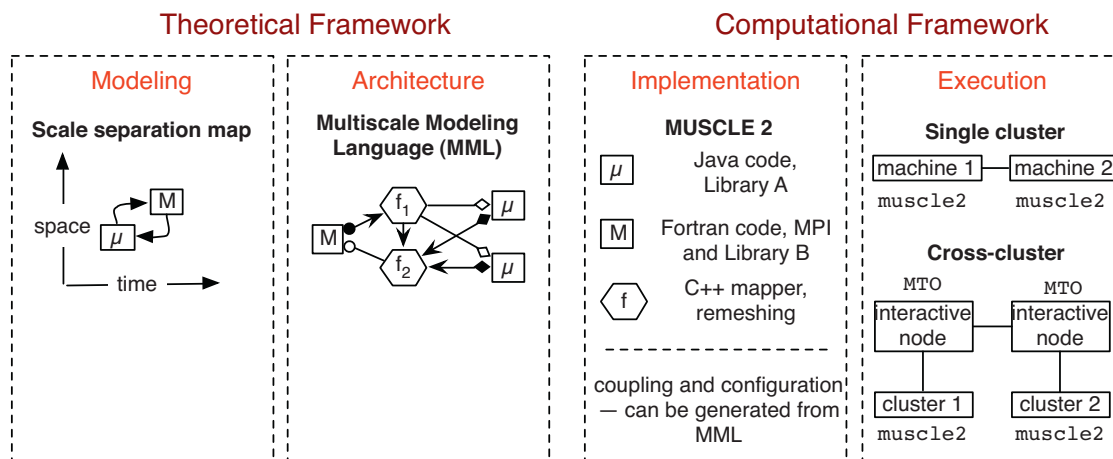 Theoretical Framework
Computational Framework
Modeling
Scale separation map
space
M
μ
time
Architecture
Multiscale Modeling
Language (MML)
f1
μ
M
f2
μ
Implementation
MUSCLE 2
μ
Java code,
Library A
M
Fortran code, MPI
and Library B
f
C++ mapper,
remeshing
coupling and configuration
— can be generated from
MML
Execution
Single cluster
machine 1
machine 2
muscle2
muscle2
Cross-cluster
MTO
MTO
interactive
node
interactive
node
cluster 1
cluster 2
muscle2
muscle2